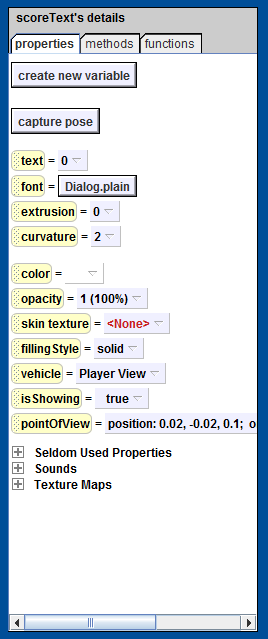 scoreText's details
properties methods functions
create new variable
capture pose
text = 0
font = Dialog.plain
extrusion = 0
curvature = 2
color =
opacity = 1 (100%)
skin texture = <None>
fillingStyle = solid
vehicle = Player View
isShowing = true
pointOfView = position: 0.02, -0.02, 0.1; o
Seldom Used Properties
Sounds
Texture Maps